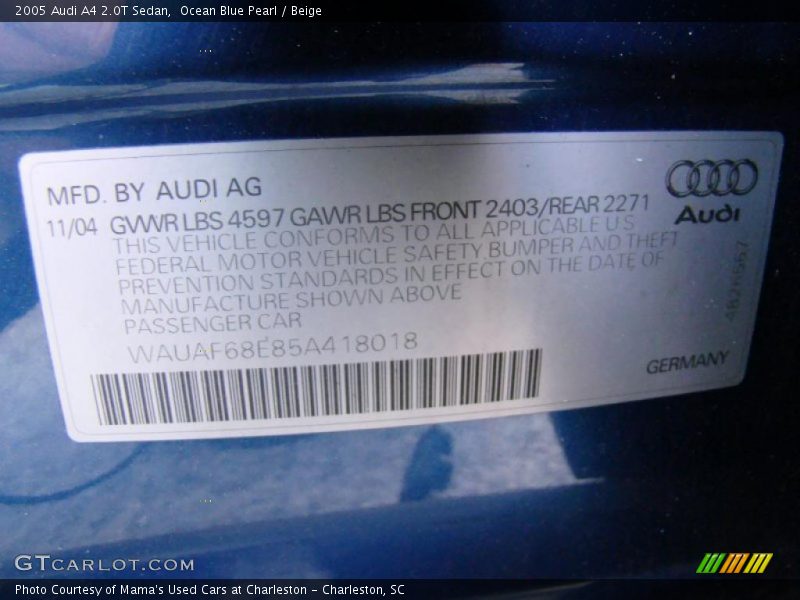 2005 Audi A4 2.0T Sedan, Ocean Blue Pearl / Beige
MFD. BY AUDI AG
11/04 GVWR LBS 4597 GAWR LBS FRONT 2403/REAR 2271
THIS VEHICLE CONFORMS TO ALL APPLICABLE U S
FEDERAL MOTOR VEHICLE SAFETY BUMPER AND THEFT
PREVENTION STANDARDS IN EFFECT ON THE DATE OF
MANUFACTURE SHOWN ABOVE
PASSENGER CAR
WAUAF68E85A418018
Audi
GERMANY
GTCARLOT.COM
Photo Courtesy of Mama's Used Cars at Charleston - Charleston, SC